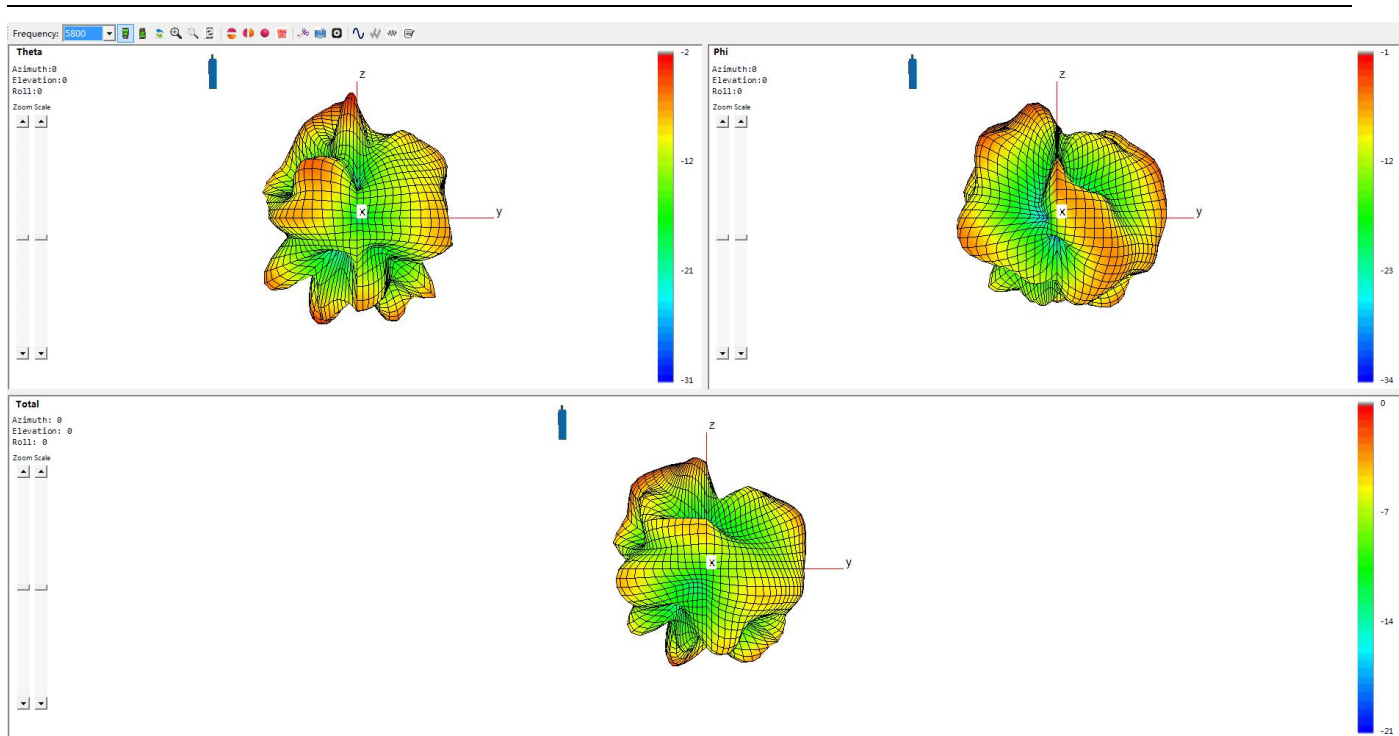 Frequency: 5800
Theta
Azimuth:0
Elevation:0
Roll:0
Zoom Scale
z
y
x
-2
-12
-21
-31
Phi
Azimuth:0
Elevation:0
Roll:0
Zoom Scale
z
y
x
-1
-12
-23
-34
Total
Azimuth: 0
Elevation: 0
Roll: 0
Zoom Scale
z
y
x
0
-7
-14
-21